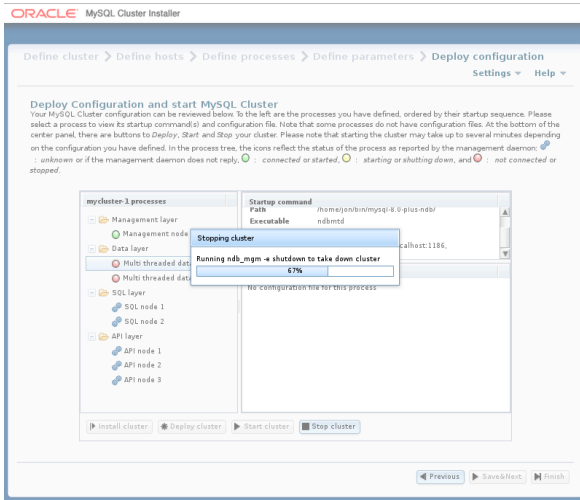 ORACLE® MySQL Cluster Installer
Define cluster > Define hosts > Define processes > Define parameters > Deploy configuration
Settings Help
Deploy Configuration and start MySQL Cluster
Your MySQL Cluster configuration can be reviewed below. To the left are the processes you have defined, ordered by their startup sequence. Please
select a process to view its startup command(s) and configuration file. Note that some processes do not have configuration files. At the bottom of the
center panel, there are buttons to Deploy, Start and Stop your cluster. Please note that starting the cluster may take up to several minutes depending
on the configuration you have defined. In the process tree, the icons reflect the status of the process as reported by the management daemon:
: unknown or if the management daemon does not reply, : connected or started, : starting or shutting down, and : not connected or
stopped.
mycluster-1 processes
Management layer
Management node
Data layer
Multi threaded data
Multi threaded data
SQL layer
SQL node 1
SQL node 2
API layer
API node 1
API node 2
API node 3
Startup command
Path /home/jon/bin/mysql-8.0-plus-ndb/
Executable ndbmtd
calhost:1186,
Stopping cluster
Running ndb_mgm -e shutdown to take down cluster
67%
No configuration file for this process
Install cluster Deploy cluster Start cluster Stop cluster
Previous Save&Next Finish